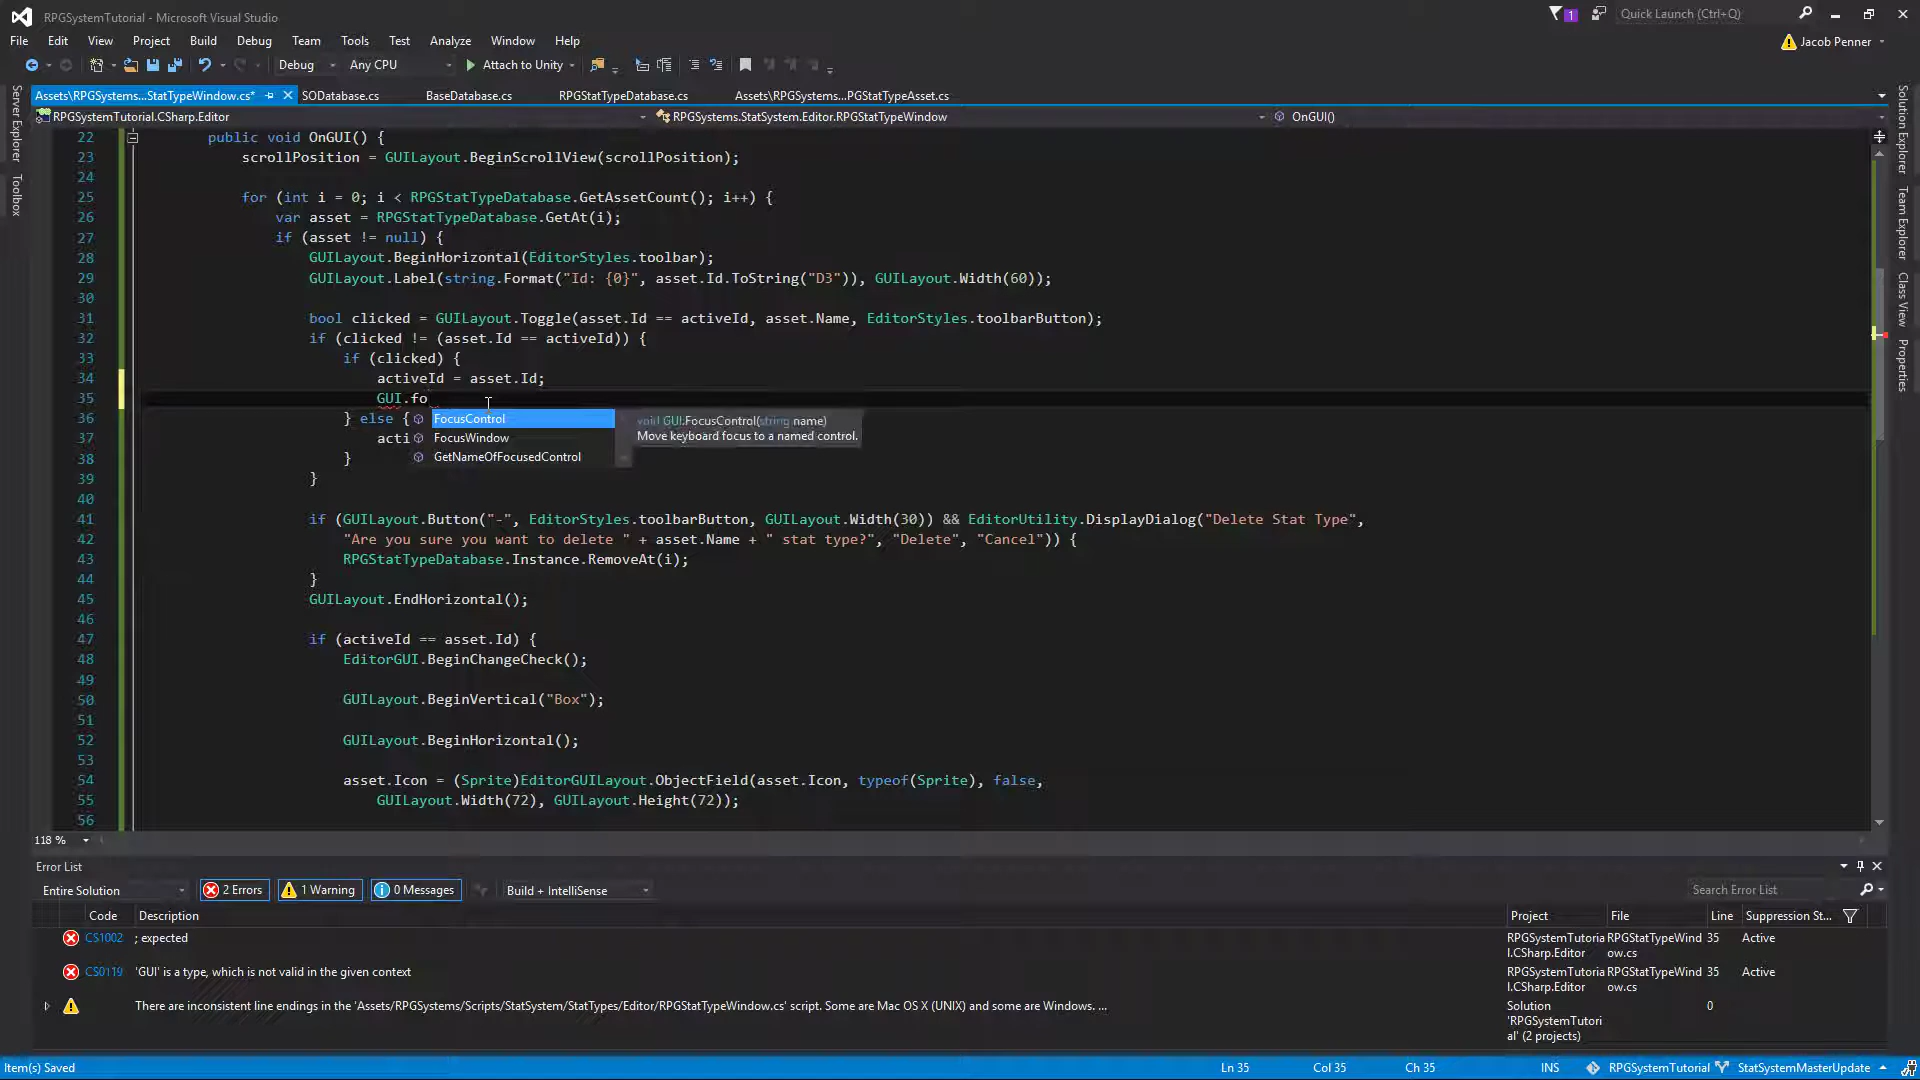 RPGSystemTutorial - Microsoft Visual Studio
1
Quick Launch (Ctrl+Q)
File Edit View Project Build Debug Team Tools Test Analyze Window Help
Jacob Penner
Debug Any CPU Attach to Unity
Assets\RPGSystems...StatTypeWindow.cs* SODatabase.cs BaseDatabase.cs RPGStatTypeDatabase.cs Assets\RPGSystems...PGStatTypeAsset.cs
RPGSystemTutorial.CSharp.Editor RPGSystems.StatSystem.Editor.RPGStatTypeWindow OnGUI()
Server Explorer
Toolbox
Solution Explorer
Team Explorer
Class View
Properties
22 public void OnGUI() {
23 scrollPosition = GUILayout.BeginScrollView(scrollPosition);
24
25 for (int i = 0; i < RPGStatTypeDatabase.GetAssetCount(); i++) {
26 var asset = RPGStatTypeDatabase.GetAt(i);
27 if (asset != null) {
28 GUILayout.BeginHorizontal(EditorStyles.toolbar);
29 GUILayout.Label(string.Format("Id: {0}", asset.Id.ToString("D3")), GUILayout.Width(60));
30
31 bool clicked = GUILayout.Toggle(asset.Id == activeId, asset.Name, EditorStyles.toolbarButton);
32 if (clicked != (asset.Id == activeId)) {
33 if (clicked) {
34 activeId = asset.Id;
35 GUI.fo
36 } else { FocusControl void GUI.FocusControl(string name)
Move keyboard focus to a named control.
37 acti FocusWindow
38 } GetNameOfFocusedControl
39 }
40
41 if (GUILayout.Button("-", EditorStyles.toolbarButton, GUILayout.Width(30)) && EditorUtility.DisplayDialog("Delete Stat Type",
42 "Are you sure you want to delete " + asset.Name + " stat type?", "Delete", "Cancel")) {
43 RPGStatTypeDatabase.Instance.RemoveAt(i);
44 }
45 GUILayout.EndHorizontal();
46
47 if (activeId == asset.Id) {
48 EditorGUI.BeginChangeCheck();
49
50 GUILayout.BeginVertical("Box");
51
52 GUILayout.BeginHorizontal();
53
54 asset.Icon = (Sprite)EditorGUILayout.ObjectField(asset.Icon, typeof(Sprite), false,
55 GUILayout.Width(72), GUILayout.Height(72));
56
118 %
Error List
Entire Solution 2 Errors 1 Warning 0 Messages Build + IntelliSense Search Error List
Code Description Project File Line Suppression St...
CS1002 ; expected RPGSystemTutoria RPGStatTypeWind 35 Active
l.CSharp.Editor ow.cs
CS0119 'GUI' is a type, which is not valid in the given context RPGSystemTutoria RPGStatTypeWind 35 Active
l.CSharp.Editor ow.cs
There are inconsistent line endings in the 'Assets/RPGSystems/Scripts/StatSystem/StatTypes/Editor/RPGStatTypeWindow.cs' script. Some are Mac OS X (UNIX) and some are Windows. ... Solution 0
'RPGSystemTutori
al' (2 projects)
Item(s) Saved Ln 35 Col 35 Ch 35 INS RPGSystemTutorial StatSystemMasterUpdate